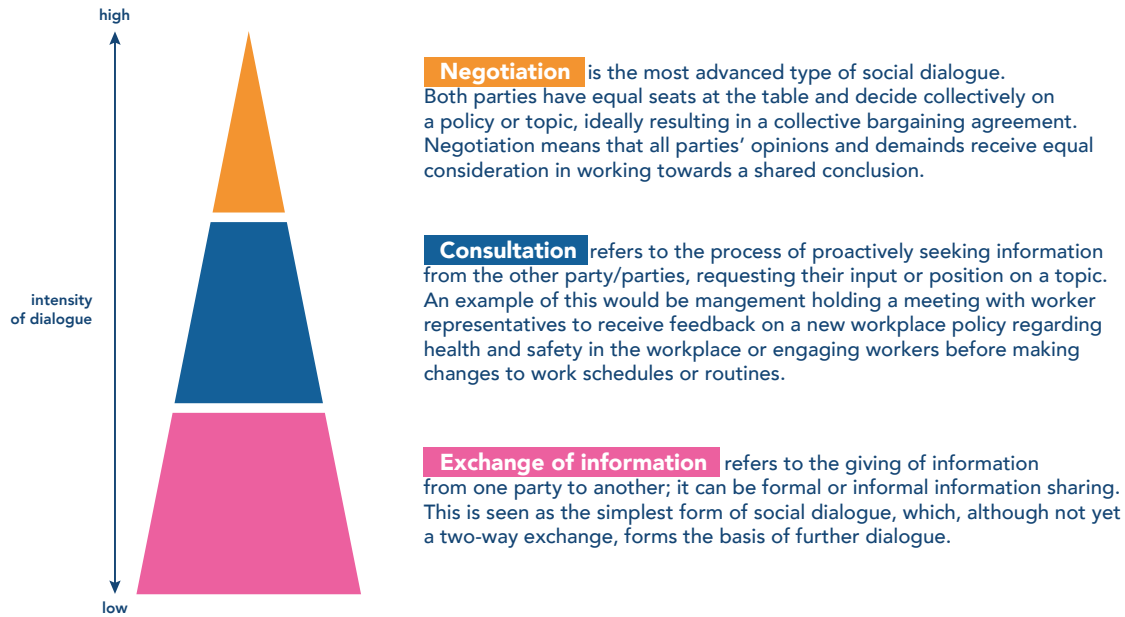 high
Negotiation is the most advanced type of social dialogue.
Both parties have equal seats at the table and decide collectively on
a policy or topic, ideally resulting in a collective bargaining agreement.
Negotiation means that all parties’ opinions and demainds receive equal
consideration in working towards a shared conclusion.
Consultation refers to the process of proactively seeking information
from the other party/parties, requesting their input or position on a topic.
An example of this would be mangement holding a meeting with worker
representatives to receive feedback on a new workplace policy regarding
health and safety in the workplace or engaging workers before making
changes to work schedules or routines.
intensity
of dialogue
Exchange of information refers to the giving of information
from one party to another; it can be formal or informal information sharing.
This is seen as the simplest form of social dialogue, which, although not yet
a two-way exchange, forms the basis of further dialogue.
low